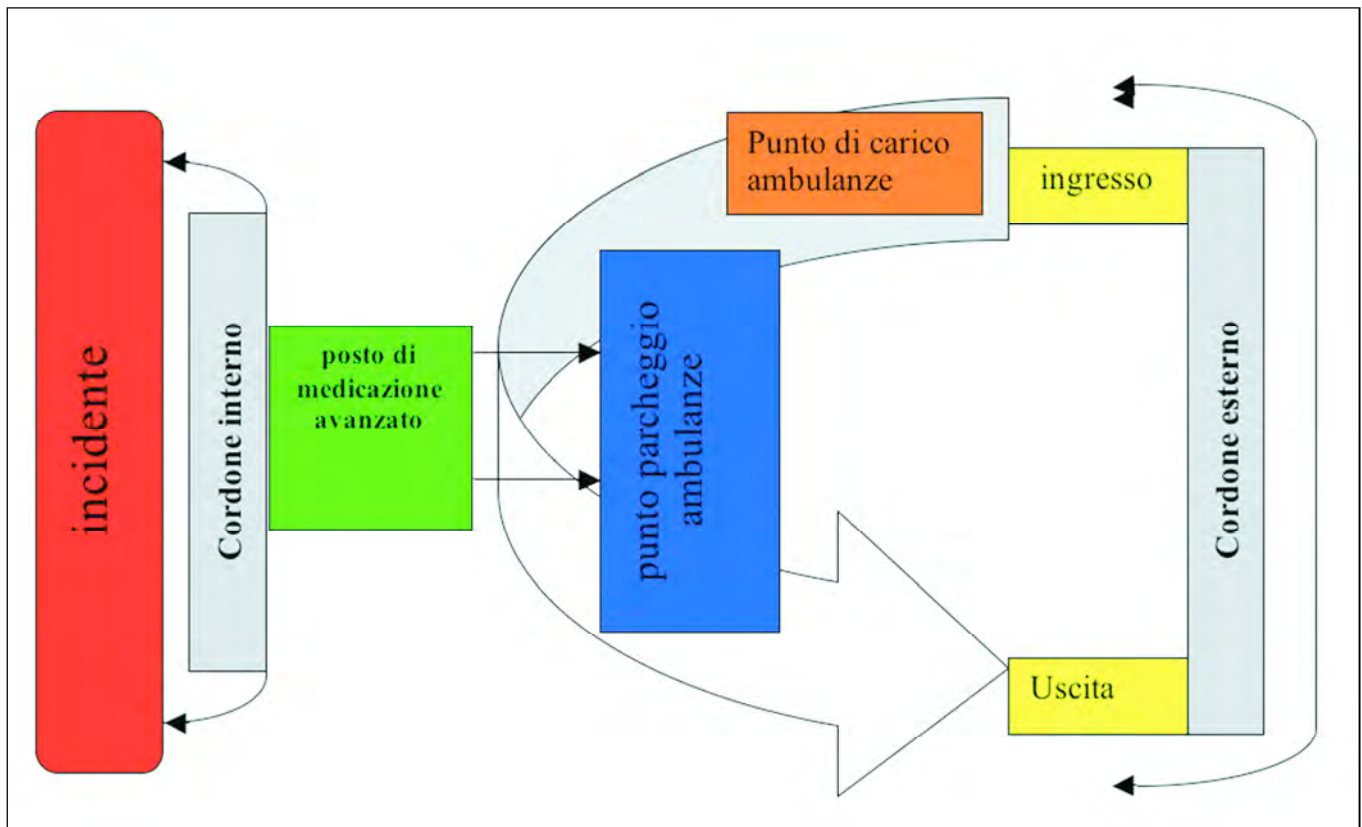 incidente
Cordone interno
posto di
medicazione
avanzato
punto parcheggio
ambulanze
Punto di carico
ambulanze
ingresso
Uscita
Cordone esterno